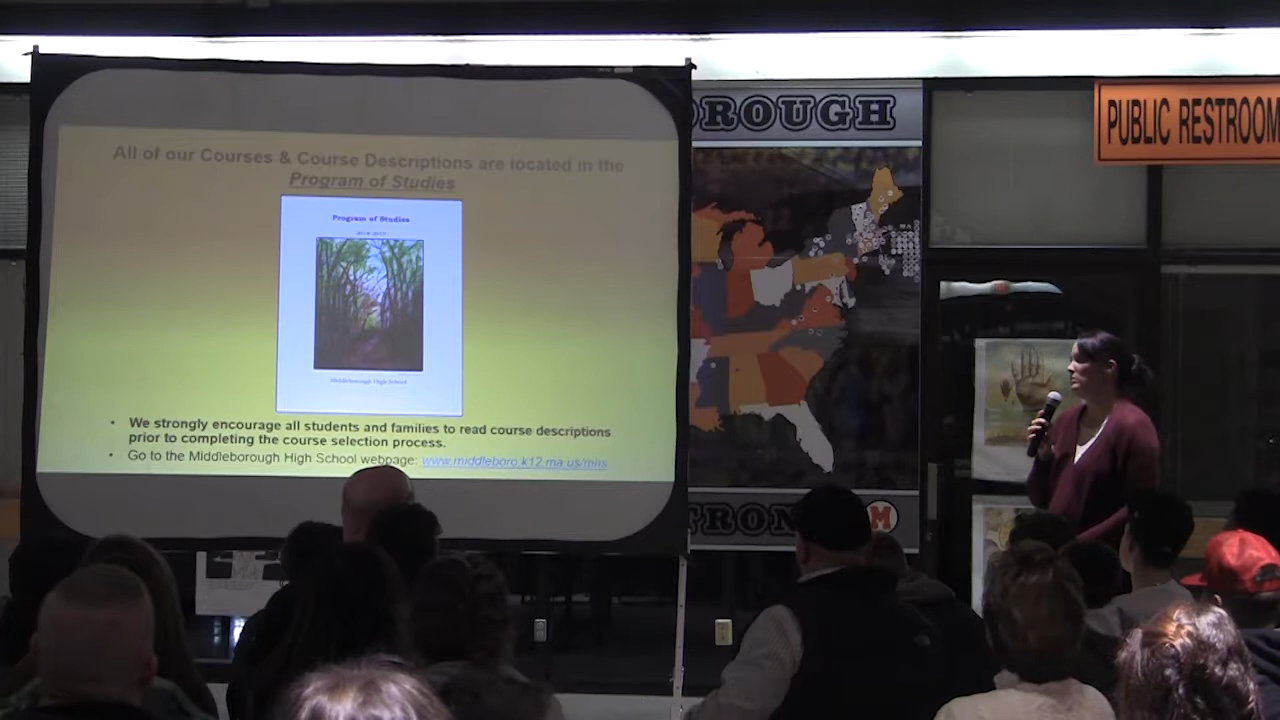 All of our Courses & Course Descriptions are located in the
Program of Studies
Program of Studies
Middleborough High School
• We strongly encourage all students and families to read course descriptions
prior to completing the course selection process.
• Go to the Middleborough High School webpage: www.middleboro.k12.ma.us/mhs
OROUGH
MA
TRON
M
PUBLIC RESTROOM